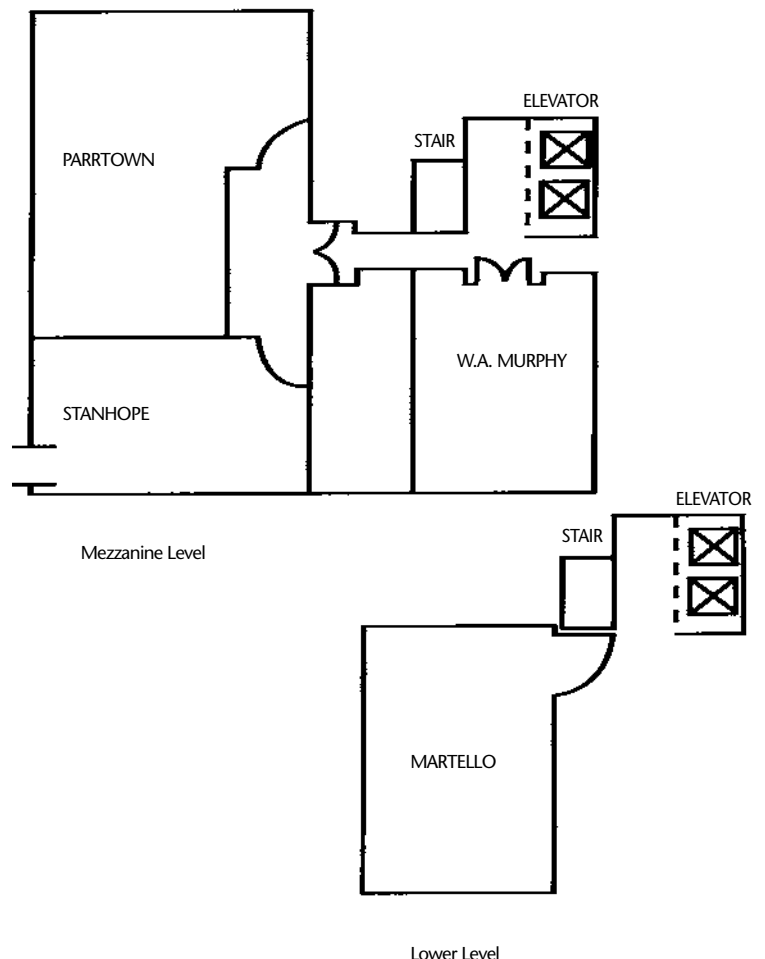 ELEVATOR
STAIR
PARRTOWN
W.A. MURPHY
STANHOPE
Mezzanine Level
ELEVATOR
STAIR
MARTELLO
Lower Level